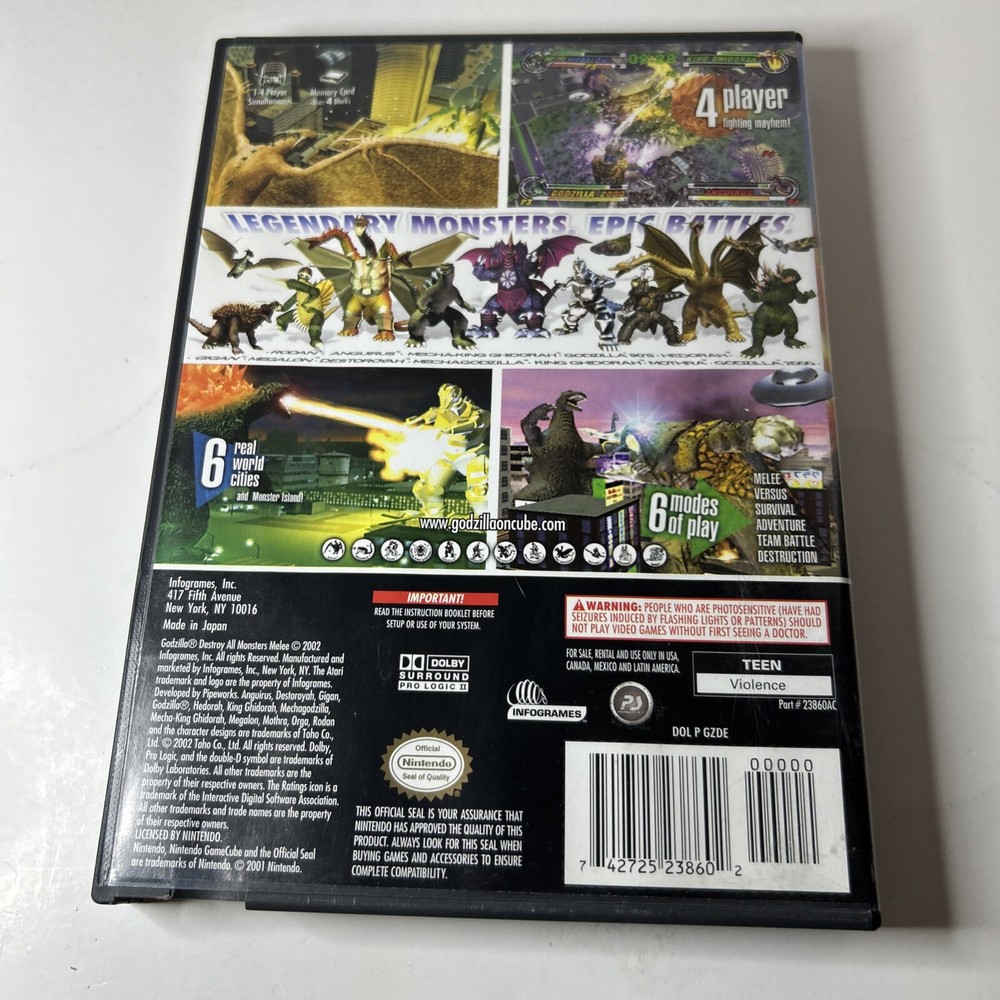 1-4 Player
Simultaneous
Memory Card
4 Blocks
KING GHIDORAH
GODZILLA 2000
P3
4 player
fighting mayhem!
LEGENDARY MONSTERS. EPIC BATTLES.
• RODAN™ • ANGUIRUS™ • MECHA-KING GHIDORAH™ • GODZILLA 90'S • HEDORAH™
• GIGAN™ • MEGALON™ • DESTOROYAH™ • MECHAGODZILLA™ • KING GHIDORAH™ • MOTHRA™ • GODZILLA® 2000
6 real
world
cities
and Monster Island!
6 modes
of play
MELEE
VERSUS
SURVIVAL
ADVENTURE
TEAM BATTLE
DESTRUCTION
www.godzillaoncube.com
Infogrames, Inc.
417 Fifth Avenue
New York, NY 10016
Made in Japan
Godzilla® Destroy All Monsters Melee © 2002
Infogrames, Inc. All rights Reserved. Manufactured and
marketed by Infogrames, Inc., New York, NY. The Atari
trademark and logo are the property of Infogrames.
Developed by Pipeworks. Anguirus, Destoroyah, Gigan,
Godzilla®, Hedorah, King Ghidorah, Mechagodzilla,
Mecha-King Ghidorah, Megalon, Mothra, Orga, Rodan
and the character designs are trademarks of Toho Co.,
Ltd. © 2002 Toho Co., Ltd. All rights reserved. Dolby,
Pro Logic, and the double-D symbol are trademarks of
Dolby Laboratories. All other trademarks are the
property of their respective owners. The Ratings icon is a
trademark of the Interactive Digital Software Association.
All other trademarks and trade names are the property
of their respective owners.
LICENSED BY NINTENDO.
Nintendo, Nintendo GameCube and the Official Seal
are trademarks of Nintendo. © 2001 Nintendo.
IMPORTANT!
READ THE INSTRUCTION BOOKLET BEFORE
SETUP OR USE OF YOUR SYSTEM.
DOLBY
SURROUND
PRO LOGIC II
Official
Nintendo
Seal of Quality
THIS OFFICIAL SEAL IS YOUR ASSURANCE THAT
NINTENDO HAS APPROVED THE QUALITY OF THIS
PRODUCT. ALWAYS LOOK FOR THIS SEAL WHEN
BUYING GAMES AND ACCESSORIES TO ENSURE
COMPLETE COMPATIBILITY.
WARNING: PEOPLE WHO ARE PHOTOSENSITIVE (HAVE HAD
SEIZURES INDUCED BY FLASHING LIGHTS OR PATTERNS) SHOULD
NOT PLAY VIDEO GAMES WITHOUT FIRST SEEING A DOCTOR.
FOR SALE, RENTAL AND USE ONLY IN USA,
CANADA, MEXICO AND LATIN AMERICA.
TEEN
Violence
Part # 23860AC
INFOGRAMES
DOL P GZDE
00000
7 42725 23860 2